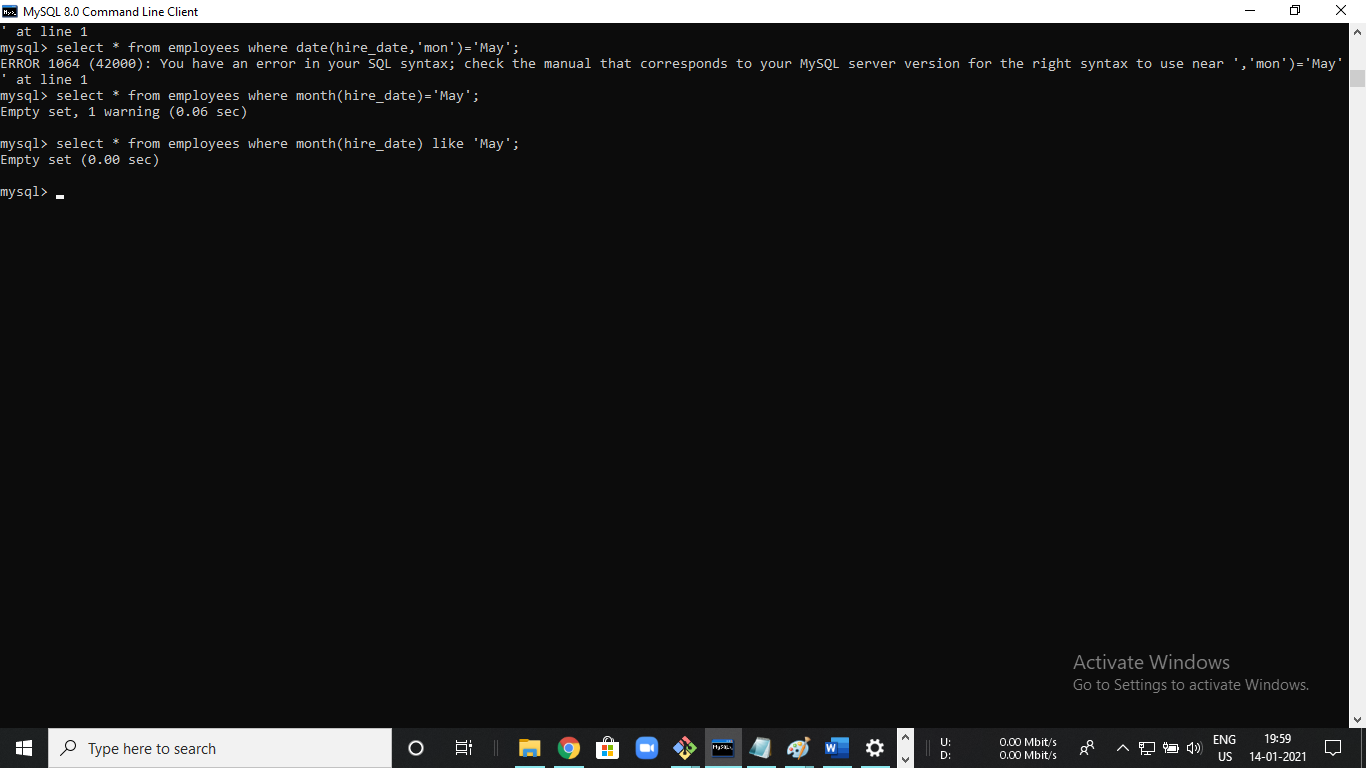 MySQL 8.0 Command Line Client
' at line 1
mysql> select * from employees where date(hire_date,'mon')='May';
ERROR 1064 (42000): You have an error in your SQL syntax; check the manual that corresponds to your MySQL server version for the right syntax to use near ','mon')='May'
' at line 1
mysql> select * from employees where month(hire_date)='May';
Empty set, 1 warning (0.06 sec)
mysql> select * from employees where month(hire_date) like 'May';
Empty set (0.00 sec)
mysql>
Activate Windows
Go to Settings to activate Windows.
Type here to search
U: 0.00 Mbit/s
D: 0.00 Mbit/s
ENG
US
19:59
14-01-2021